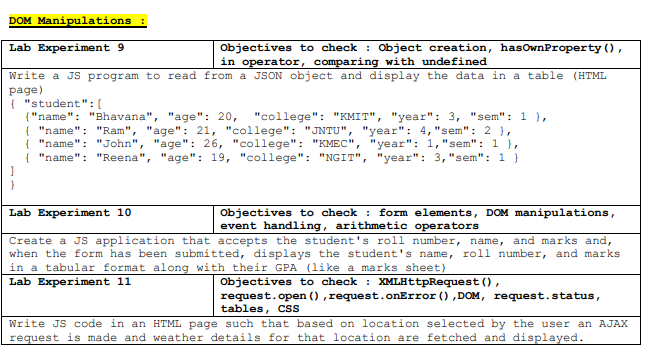 DOM Manipulations :
Lab Experiment 9
Objectives to check : Object creation, hasOwnProperty(),
in operator, comparing with undefined
Write a JS program to read from a JSON object and display the data in a table (HTML
page)
{ "student":[
{"name": "Bhavana", "age": 20, "college": "KMIT", "year": 3, "sem": 1 },
{ "name": "Ram", "age": 21, "college": "JNTU", "year": 4,"sem": 2 },
{ "name": "John", "age": 26, "college": "KMEC", "year": 1,"sem": 1 },
{ "name": "Reena", "age": 19, "college": "NGIT", "year": 3,"sem": 1 }
]
}
Lab Experiment 10
Objectives to check : form elements, DOM manipulations,
event handling, arithmetic operators
Create a JS application that accepts the student's roll number, name, and marks and,
when the form has been submitted, displays the student's name, roll number, and marks
in a tabular format along with their GPA (like a marks sheet)
Lab Experiment 11
Objectives to check : XMLHttpRequest(),
request.open(),request.onError(),DOM, request.status,
tables, CSS
Write JS code in an HTML page such that based on location selected by the user an AJAX
request is made and weather details for that location are fetched and displayed.